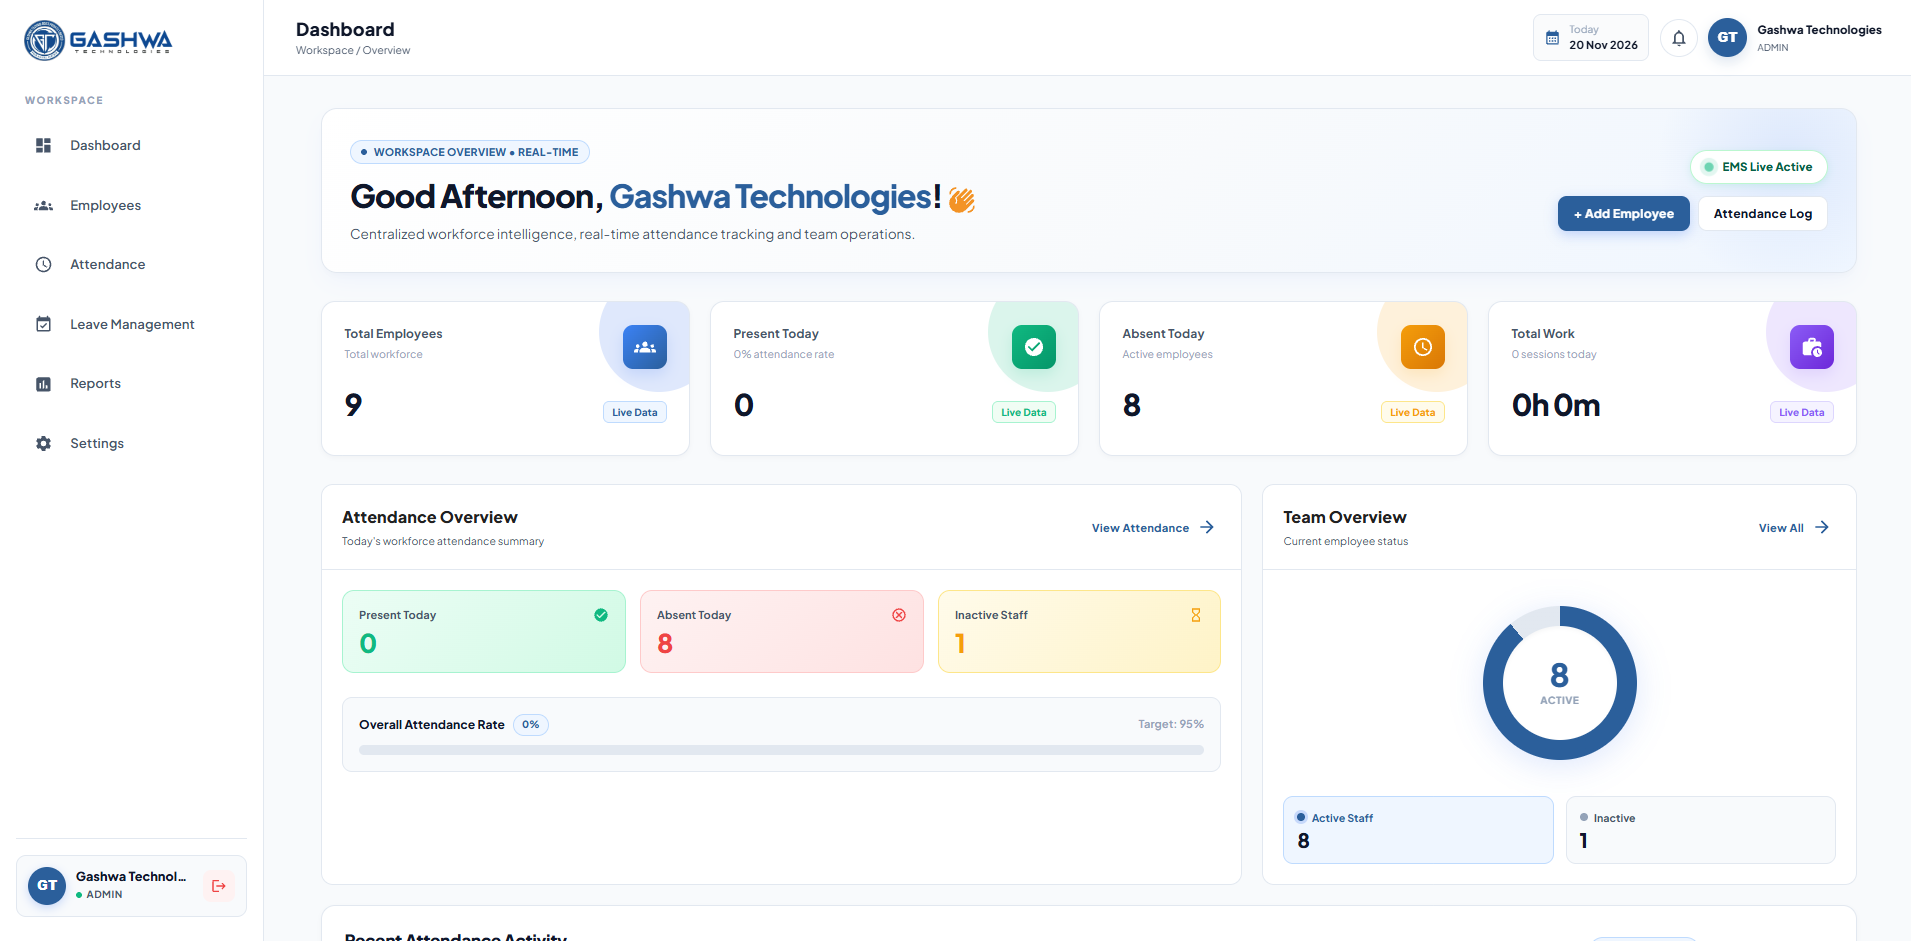 GASHWA
TECHNOLOGIES
WORKSPACE
Dashboard
Employees
Attendance
Leave Management
Reports
Settings
GT
Gashwa Technol...
ADMIN
Dashboard
Workspace / Overview
Today
20 Nov 2026
GT
Gashwa Technologies
ADMIN
WORKSPACE OVERVIEW • REAL-TIME
Good Afternoon, Gashwa Technologies! 👋
Centralized workforce intelligence, real-time attendance tracking and team operations.
EMS Live Active
+ Add Employee
Attendance Log
Total Employees
Total workforce
9
Live Data
Present Today
0% attendance rate
0
Live Data
Absent Today
Active employees
8
Live Data
Total Work
0 sessions today
0h 0m
Live Data
Attendance Overview
Today's workforce attendance summary
View Attendance
Present Today
0
Absent Today
8
Inactive Staff
1
Overall Attendance Rate 0%
Target: 95%
Team Overview
Current employee status
View All
8
ACTIVE
Active Staff
8
Inactive
1
Recent Attendance Activity